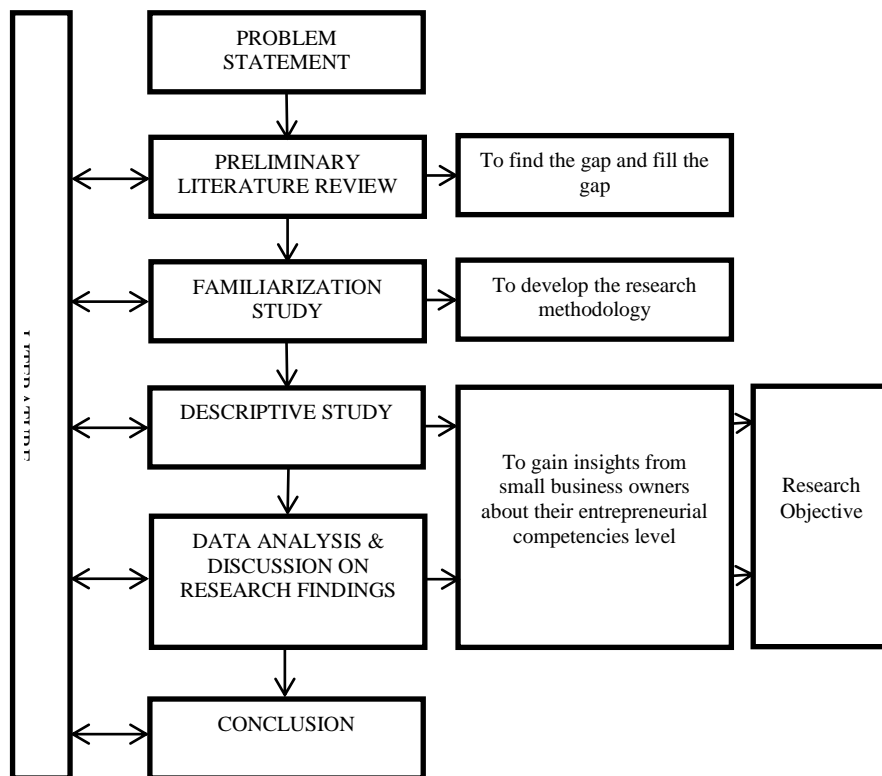 PROBLEM
STATEMENT
PRELIMINARY
LITERATURE REVIEW
To find the gap and fill the
gap
FAMILIARIZATION
STUDY
To develop the research
methodology
DESCRIPTIVE STUDY
To gain insights from
small business owners
about their entrepreneurial
competencies level
Research
Objective
DATA ANALYSIS &
DISCUSSION ON
RESEARCH FINDINGS
CONCLUSION